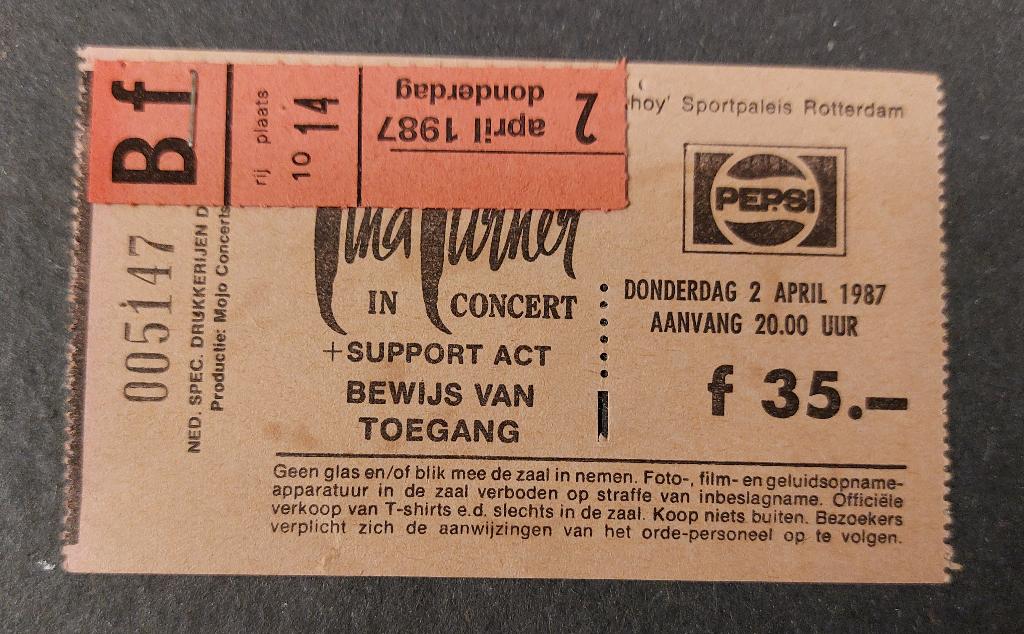 Bf
rij plaats
10 14
2 april 1987
donderdag
hoy' Sportpaleis Rotterdam
PEPSI
005147
NED. SPEC. DRUKKERIJEN D
Productie: Mojo Concerts
Tina Turner
IN CONCERT
+SUPPORT ACT
BEWIJS VAN
TOEGANG
DONDERDAG 2 APRIL 1987
AANVANG 20.00 UUR
f 35.–
Geen glas en/of blik mee de zaal in nemen. Foto-, film- en geluidsopname-
apparatuur in de zaal verboden op straffe van inbeslagname. Officiële
verkoop van T-shirts e.d. slechts in de zaal. Koop niets buiten. Bezoekers
verplicht zich de aanwijzingen van het orde-personeel op te volgen.